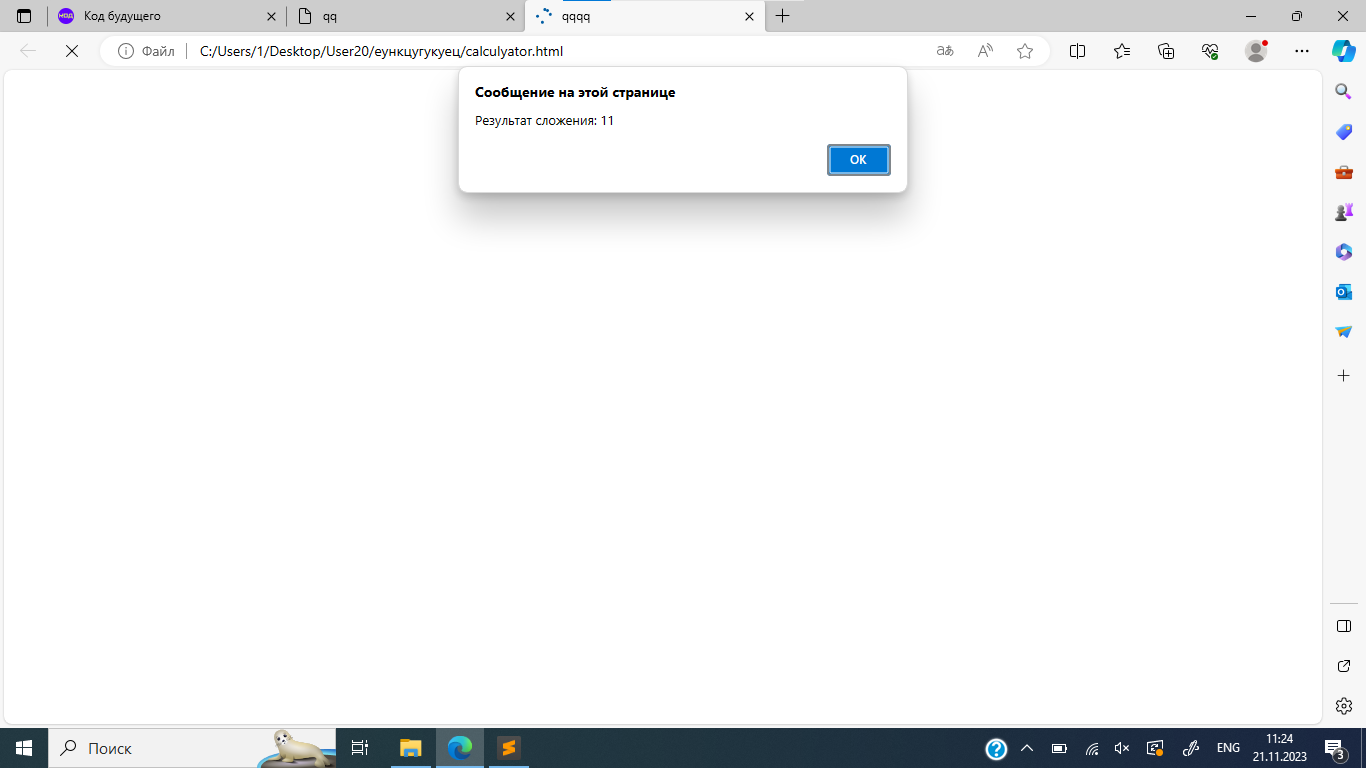 Код будущего
qq
qqqq
Файл
C:/Users/1/Desktop/User20/еункцугукуец/calculyator.html
Сообщение на этой странице
Результат сложения: 11
ОК
Поиск
ENG
11:24
21.11.2023
3